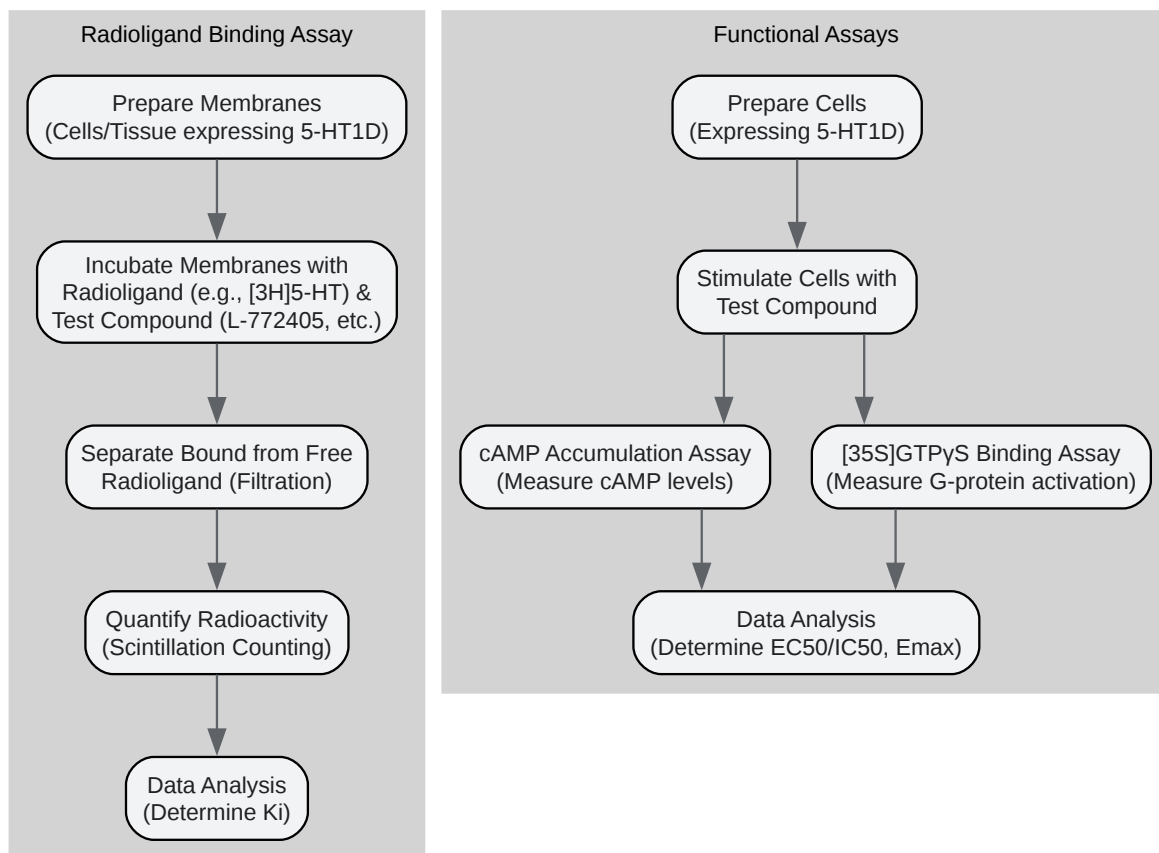 Radioligand Binding Assay
Prepare Membranes
(Cells/Tissue expressing 5-HT1D)
Incubate Membranes with
Radioligand (e.g., [3H]5-HT) &
Test Compound (L-772405, etc.)
Separate Bound from Free
Radioligand (Filtration)
Quantify Radioactivity
(Scintillation Counting)
Data Analysis
(Determine Ki)
Functional Assays
Prepare Cells
(Expressing 5-HT1D)
Stimulate Cells with
Test Compound
cAMP Accumulation Assay
(Measure cAMP levels)
[35S]GTPγS Binding Assay
(Measure G-protein activation)
Data Analysis
(Determine EC50/IC50, Emax)